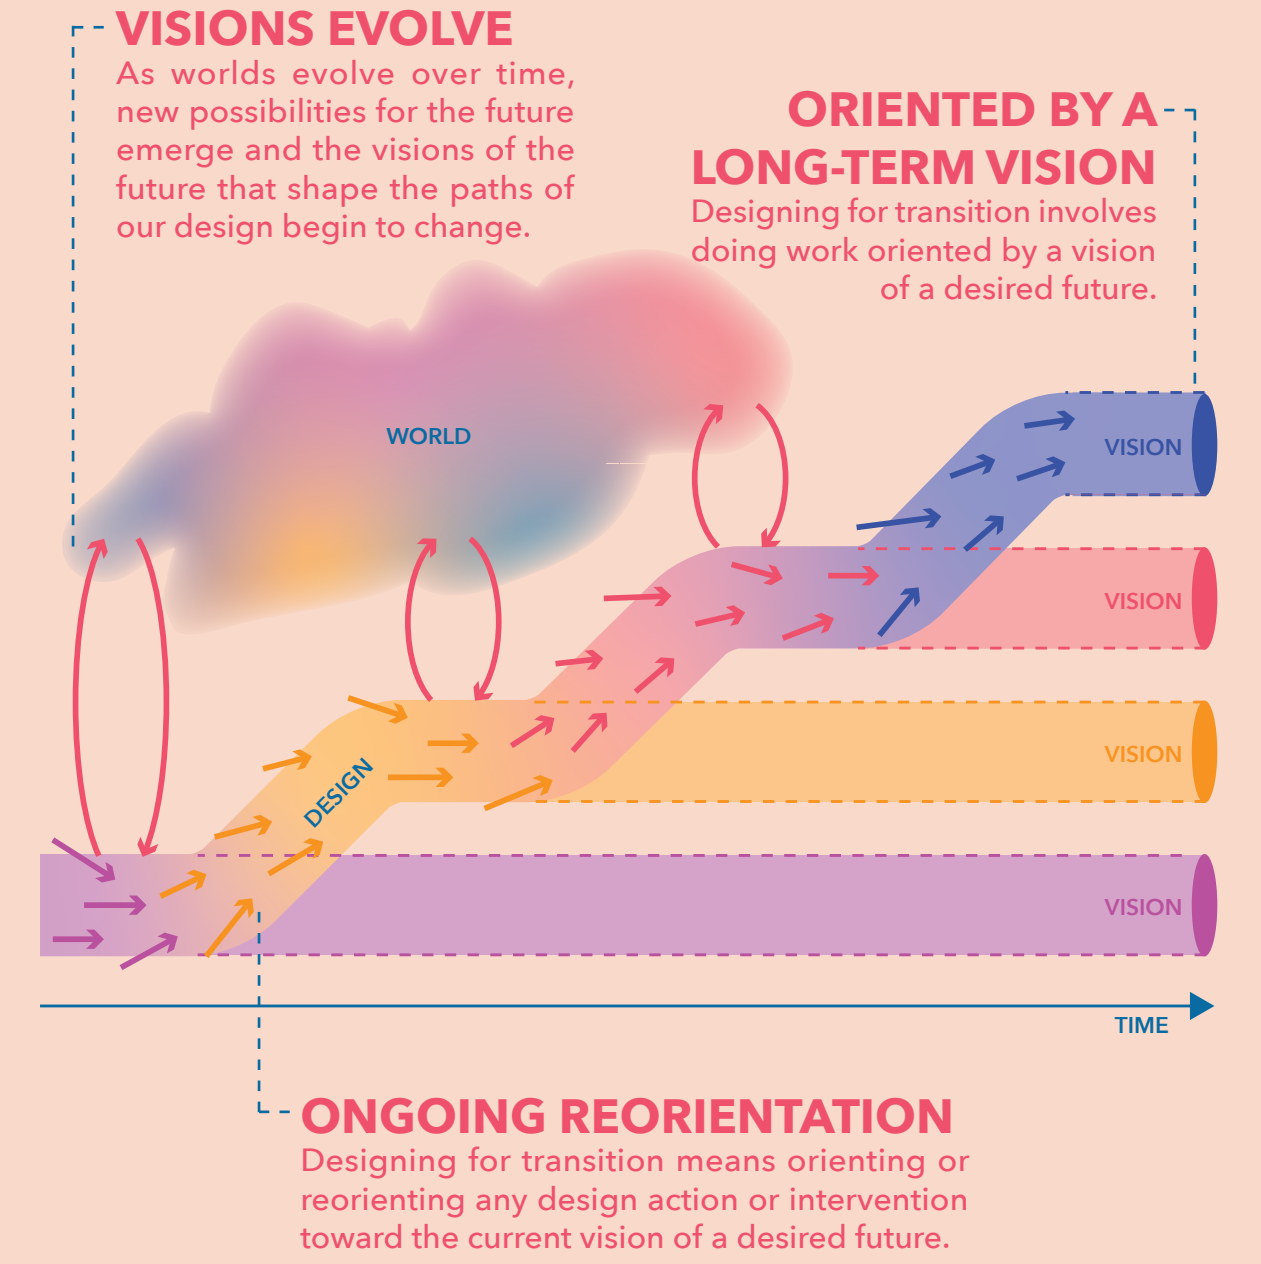 VISIONS EVOLVE
As worlds evolve over time,
new possibilities for the future
emerge and the visions of the
future that shape the paths of
our design begin to change.
ORIENTED BY A
LONG-TERM VISION
Designing for transition involves
doing work oriented by a vision
of a desired future.
WORLD
VISION
VISION
VISION
DESIGN
VISION
TIME
ONGOING REORIENTATION
Designing for transition means orienting or
reorienting any design action or intervention
toward the current vision of a desired future.